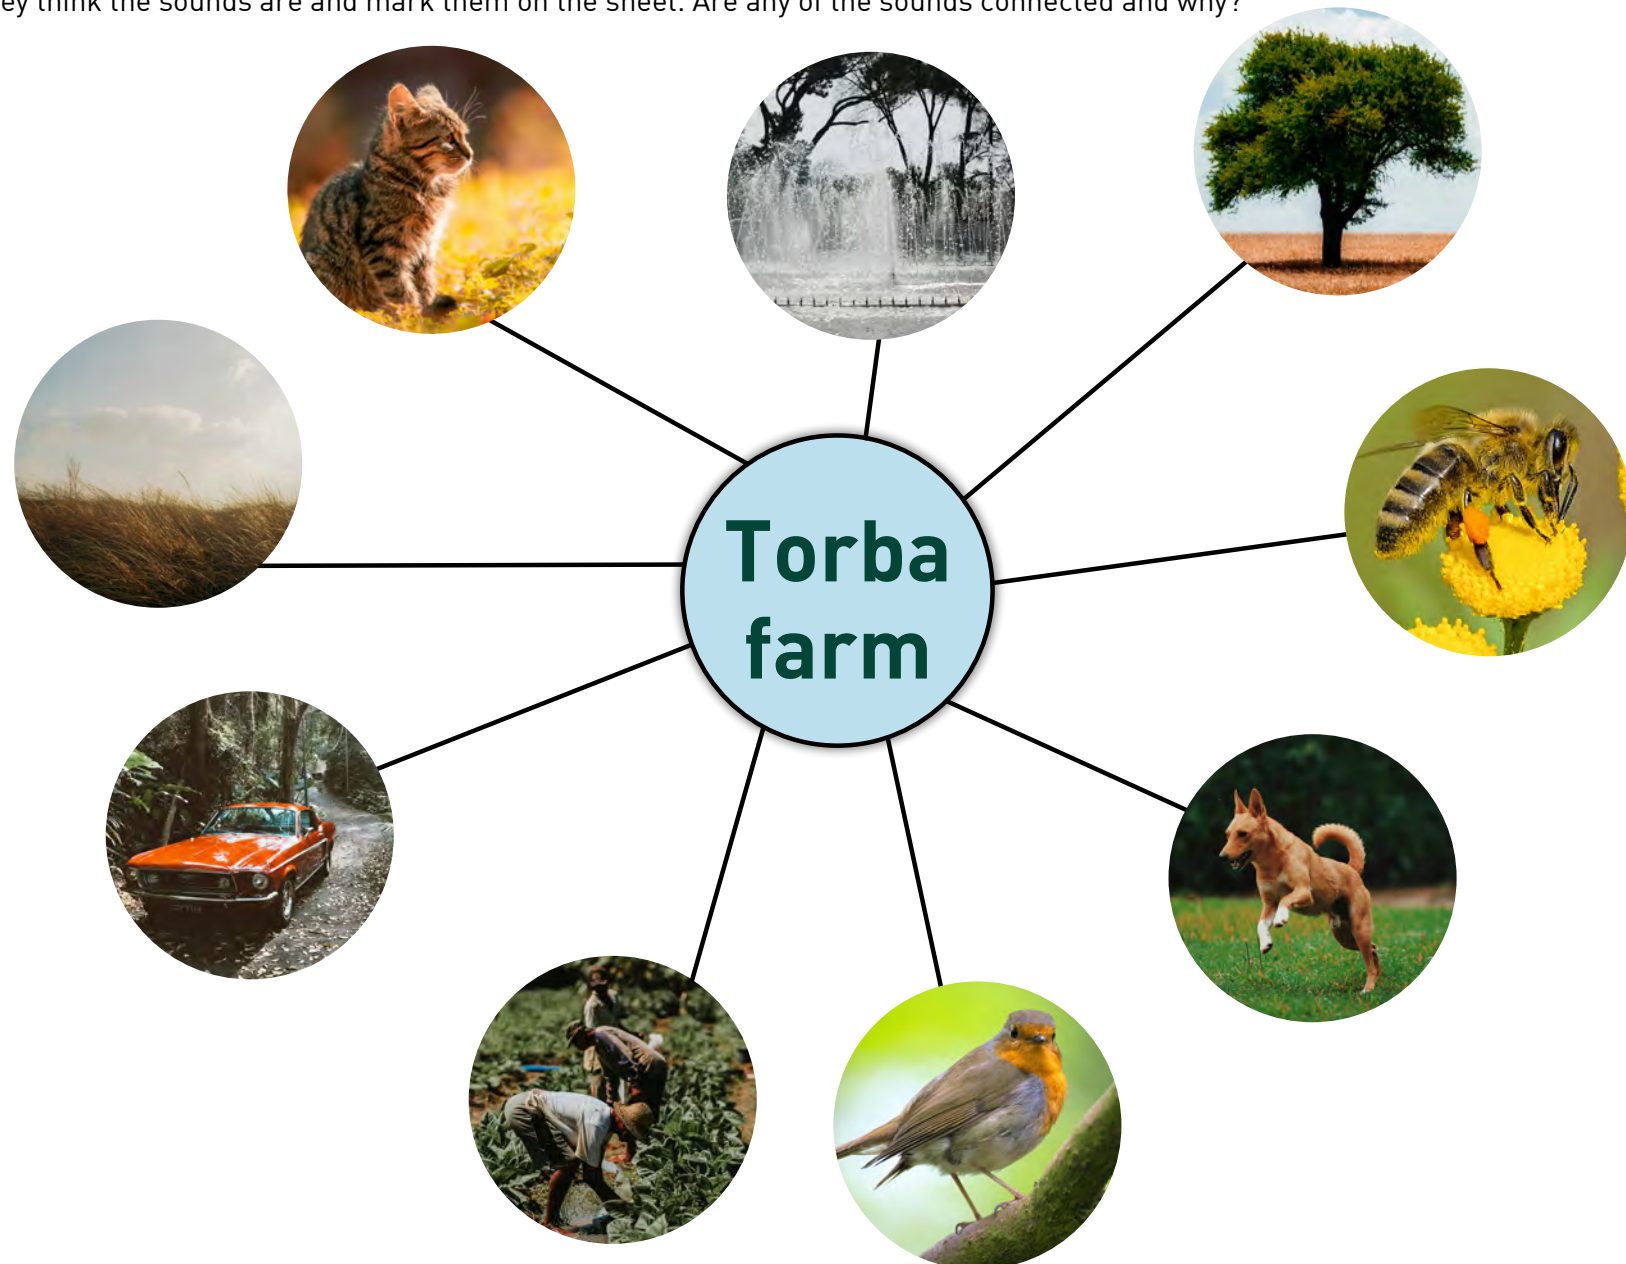 they think the sounds are and mark them on the sheet. Are any of the sounds connected and why?
Torba
farm